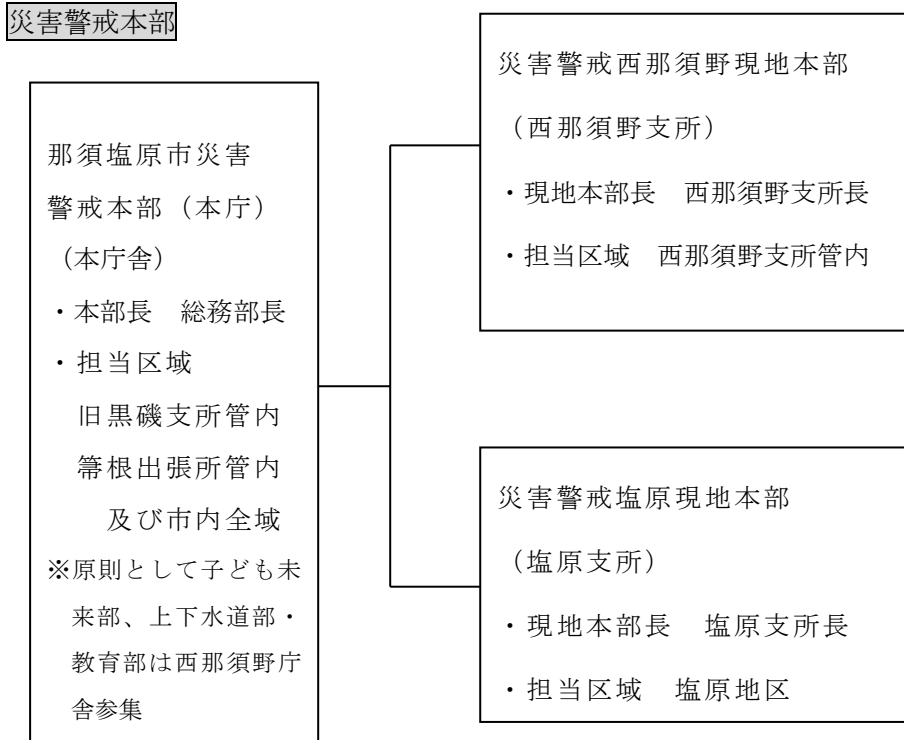 災害警戒本部
那須塩原市災害
警戒本部（本庁）
（本庁舎）
・本部長　総務部長
・担当区域
旧黒磯支所管内
箒根出張所管内
及び市内全域
※原則として子ども未
来部、上下水道部・
教育部は西那須野庁
舎参集
災害警戒西那須野現地本部
（西那須野支所）
・現地本部長　西那須野支所長
・担当区域　西那須野支所管内
災害警戒塩原現地本部
（塩原支所）
・現地本部長　塩原支所長
・担当区域　塩原地区